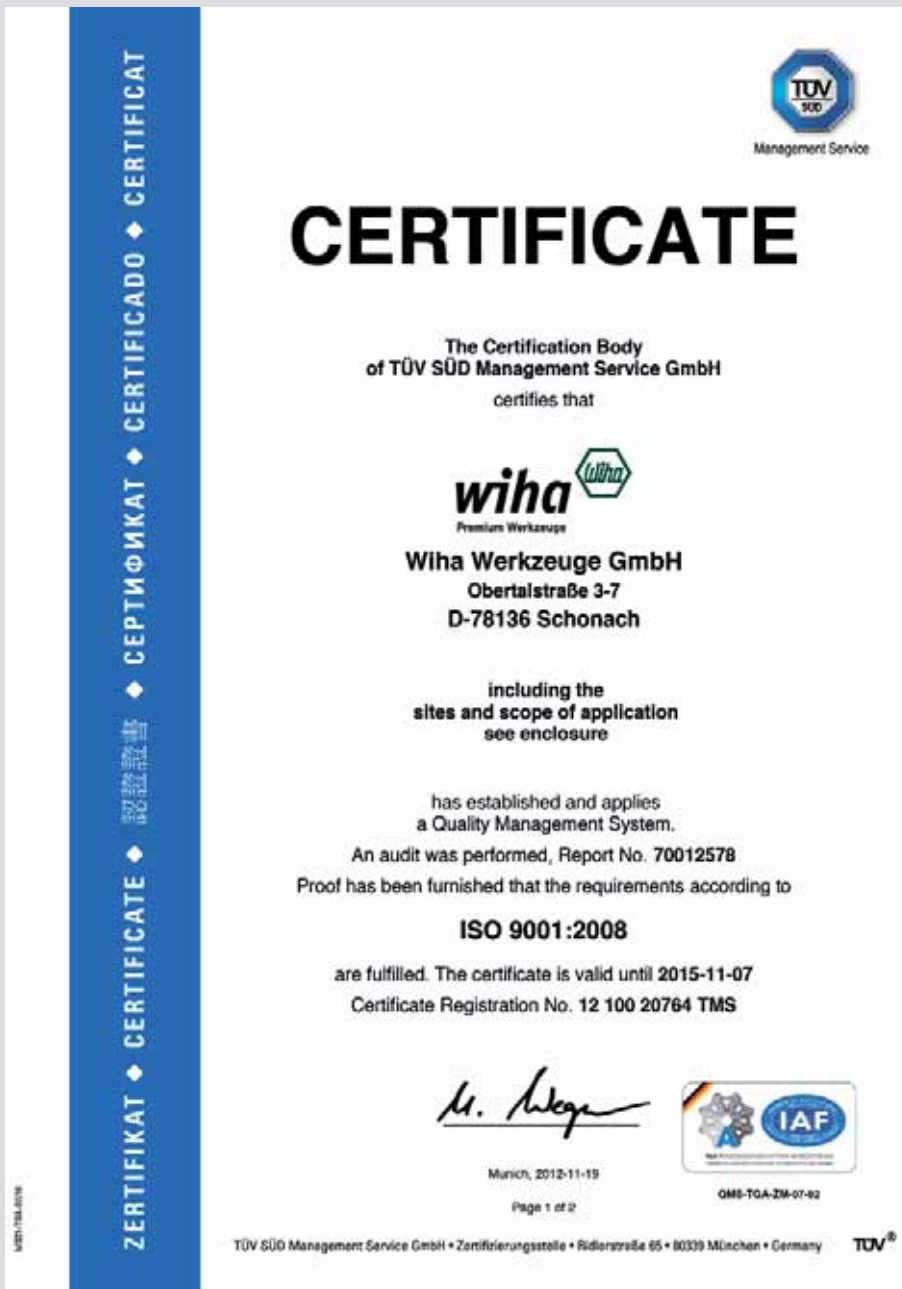 TÜV
SÜD
Management Service
CERTIFICATE
The Certification Body
of TÜV SÜD Management Service GmbH
certifies that
wiha
Wiha
Premium Werkzeuge
Wiha Werkzeuge GmbH
Obertalstraße 3-7
D-78136 Schonach
including the
sites and scope of application
see enclosure
has established and applies
a Quality Management System.
An audit was performed, Report No. 70012578
Proof has been furnished that the requirements according to
ISO 9001:2008
are fulfilled. The certificate is valid until 2015-11-07
Certificate Registration No. 12 100 20764 TMS
IAF
Munich, 2012-11-19
QMS-TGA-ZM-07-92
Page 1 of 2
TÜV SÜD Management Service GmbH • Zertifizierungsstelle • Ridlerstraße 65 • 80339 München • Germany
TÜV®
ZERTIFIKAT ◆ CERTIFICATE ◆ 認證證書 ◆ СЕРТИФИКАТ ◆ CERTIFICADO ◆ CERTIFICAT